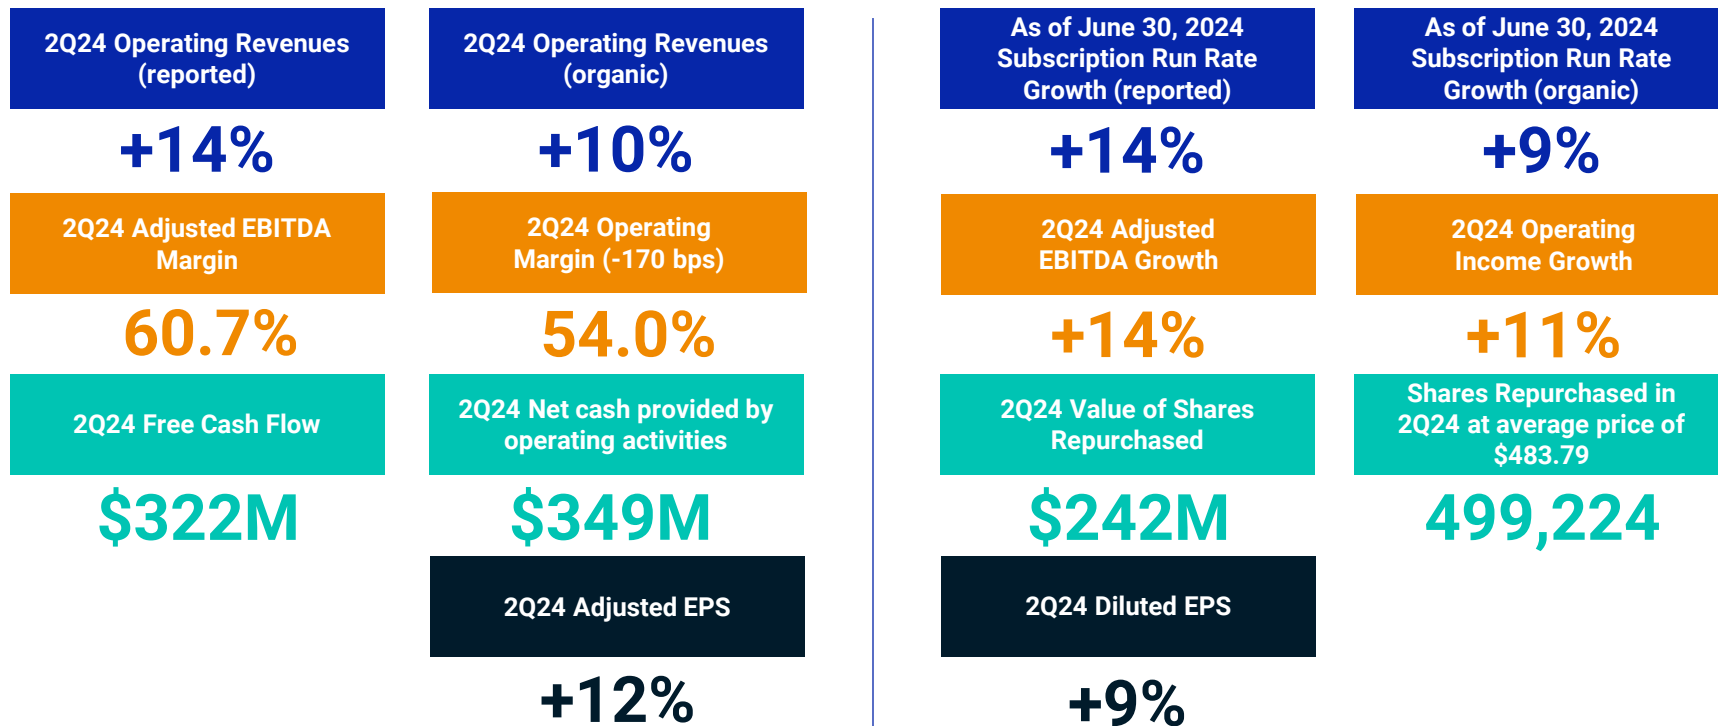 2Q24 Operating Revenues
(reported)
+14%
2Q24 Operating Revenues
(organic)
+10%
As of June 30, 2024
Subscription Run Rate
Growth (reported)
+14%
As of June 30, 2024
Subscription Run Rate
Growth (organic)
+9%
2Q24 Adjusted EBITDA
Margin
60.7%
2Q24 Operating
Margin (-170 bps)
54.0%
2Q24 Adjusted
EBITDA Growth
+14%
2Q24 Operating
Income Growth
+11%
2Q24 Free Cash Flow
$322M
2Q24 Net cash provided by
operating activities
$349M
2Q24 Value of Shares
Repurchased
$242M
Shares Repurchased in
2Q24 at average price of
$483.79
499,224
2Q24 Adjusted EPS
+12%
2Q24 Diluted EPS
+9%